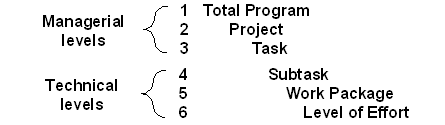 Managerial levels
1 Total Program
2 Project
3 Task
Technical levels
4 Subtask
5 Work Package
6 Level of Effort